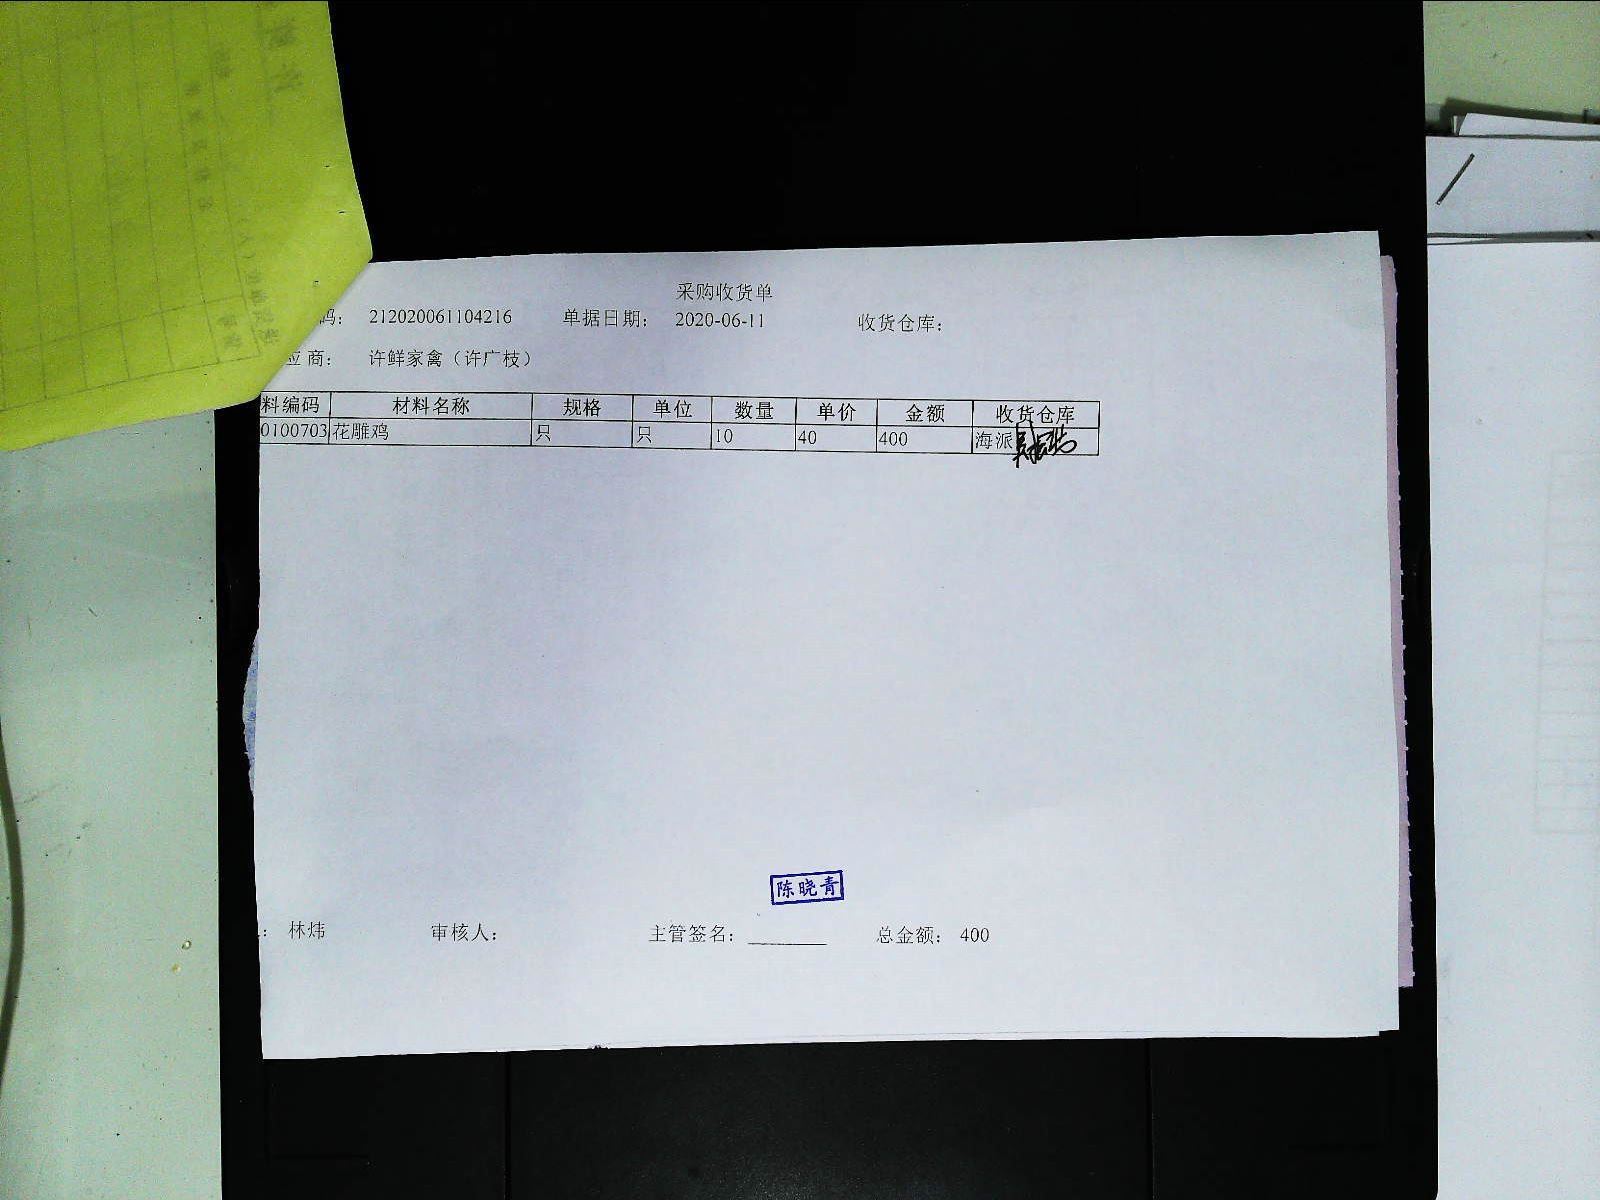 采购收货单
码： 212020061104216 单据日期： 2020-06-11 收货仓库：
应商： 许鲜家禽（许广枝）
料编码 材料名称 规格 单位 数量 单价 金额 收货仓库
0100703 花雕鸡 只 只 10 40 400 海派
陈晓青
： 林炜 审核人： 主管签名： 总金额： 400